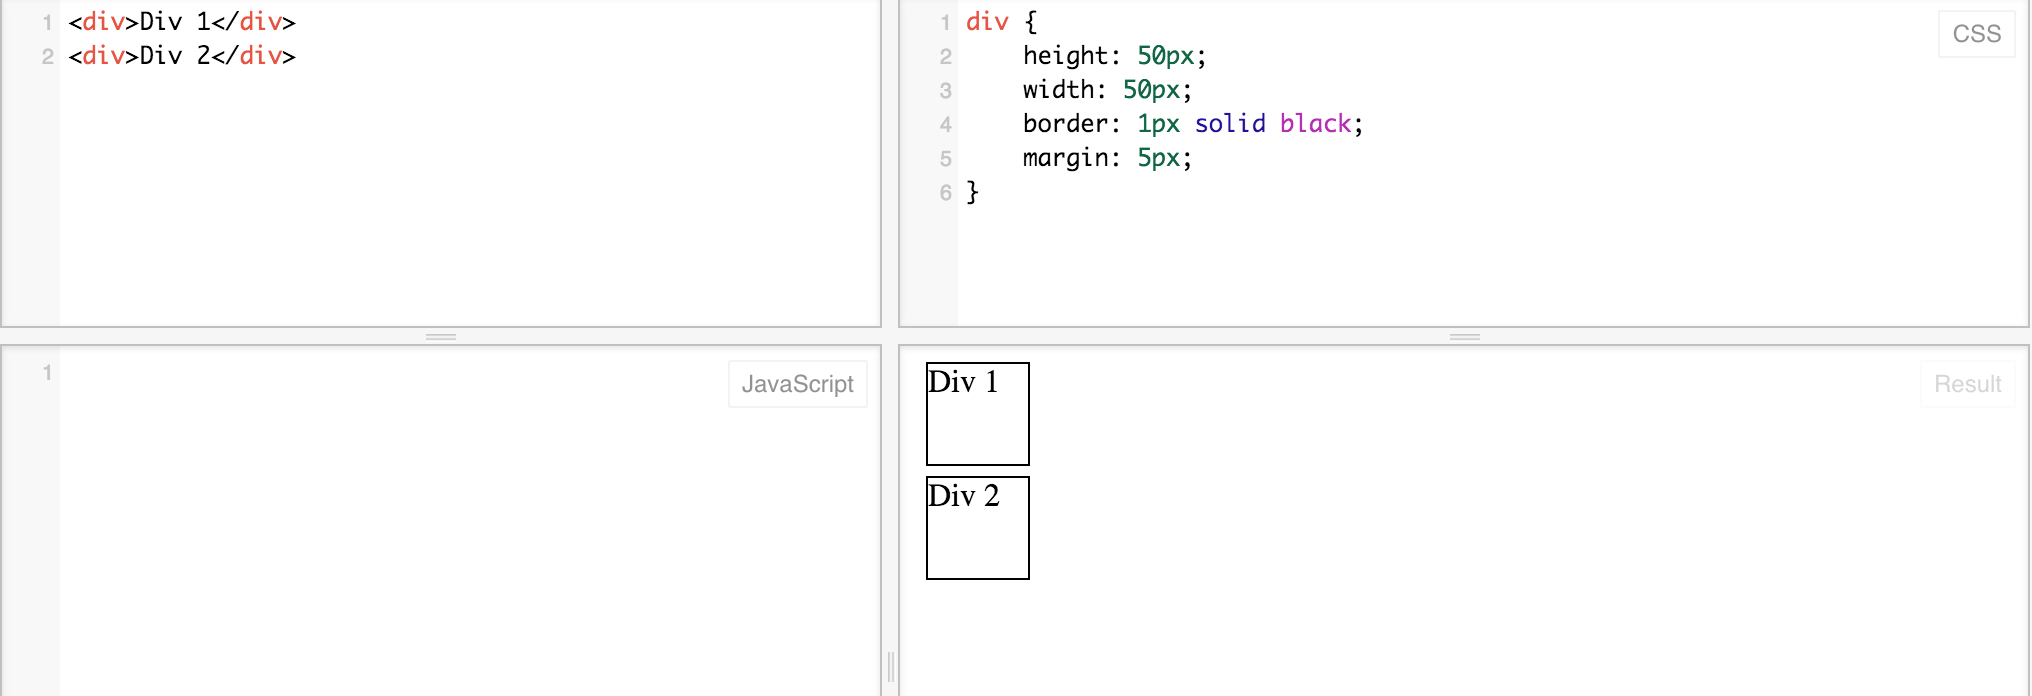 1 <div>Div 1</div>
2 <div>Div 2</div>
1 div {
2     height: 50px;
3     width: 50px;
4     border: 1px solid black;
5     margin: 5px;
6 }
CSS
1
JavaScript
Div 1
Div 2
Result